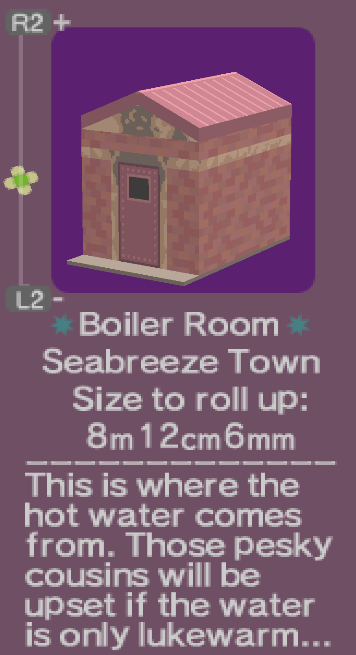 R2 +
L2 -
Boiler Room
Seabreeze Town
Size to roll up:
8m12cm6mm
This is where the
hot water comes
from. Those pesky
cousins will be
upset if the water
is only lukewarm...